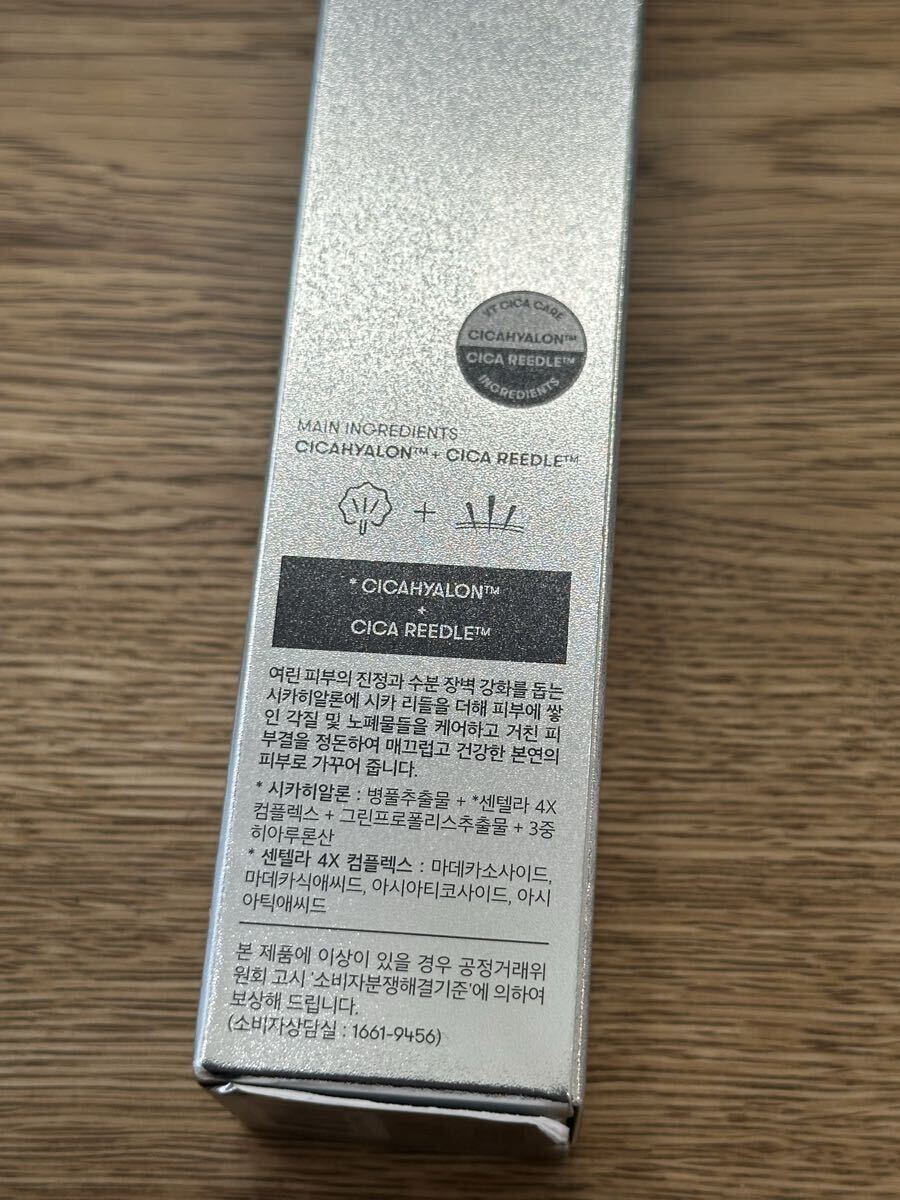 VT CICA CARE
CICAHYALON™
CICA REEDLE™
INGREDIENTS
MAIN INGREDIENTS
CICAHYALON™ + CICA REEDLE™
+
* CICAHYALON™
+
CICA REEDLE™
여린 피부의 진정과 수분 장벽 강화를 돕는
시카히알론에 시카 리들을 더해 피부에 쌓
인 각질 및 노폐물들을 케어하고 거친 피
부결을 정돈하여 매끄럽고 건강한 본연의
피부로 가꾸어 줍니다.
* 시카히알론 : 병풀추출물 + *센텔라 4X
컴플렉스 + 그린프로폴리스추출물 + 3중
히아루론산
* 센텔라 4X 컴플렉스 : 마데카소사이드,
마데카식애씨드, 아시아티코사이드, 아시
아틱애씨드
본 제품에 이상이 있을 경우 공정거래위
원회 고시 '소비자분쟁해결기준'에 의하여
보상해 드립니다.
(소비자상담실 : 1661-9456)